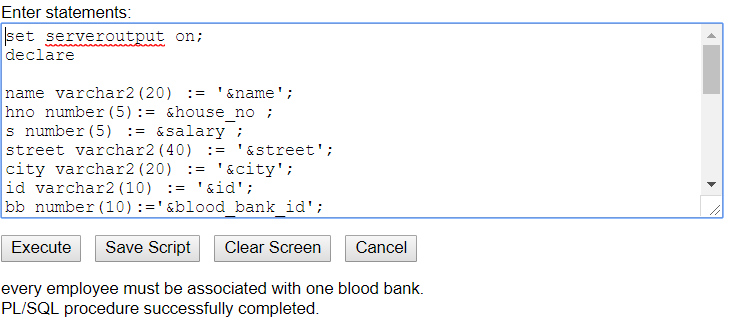 Enter statements:
set serveroutput on;
declare
name varchar2(20) := '&name';
hno number(5):= &house_no ;
s number(5) := &salary ;
street varchar2(40) := '&street';
city varchar2(20) := '&city';
id varchar2(10) := '&id';
bb number(10):='&blood_bank_id';
Execute Save Script Clear Screen Cancel
every employee must be associated with one blood bank.
PL/SQL procedure successfully completed.